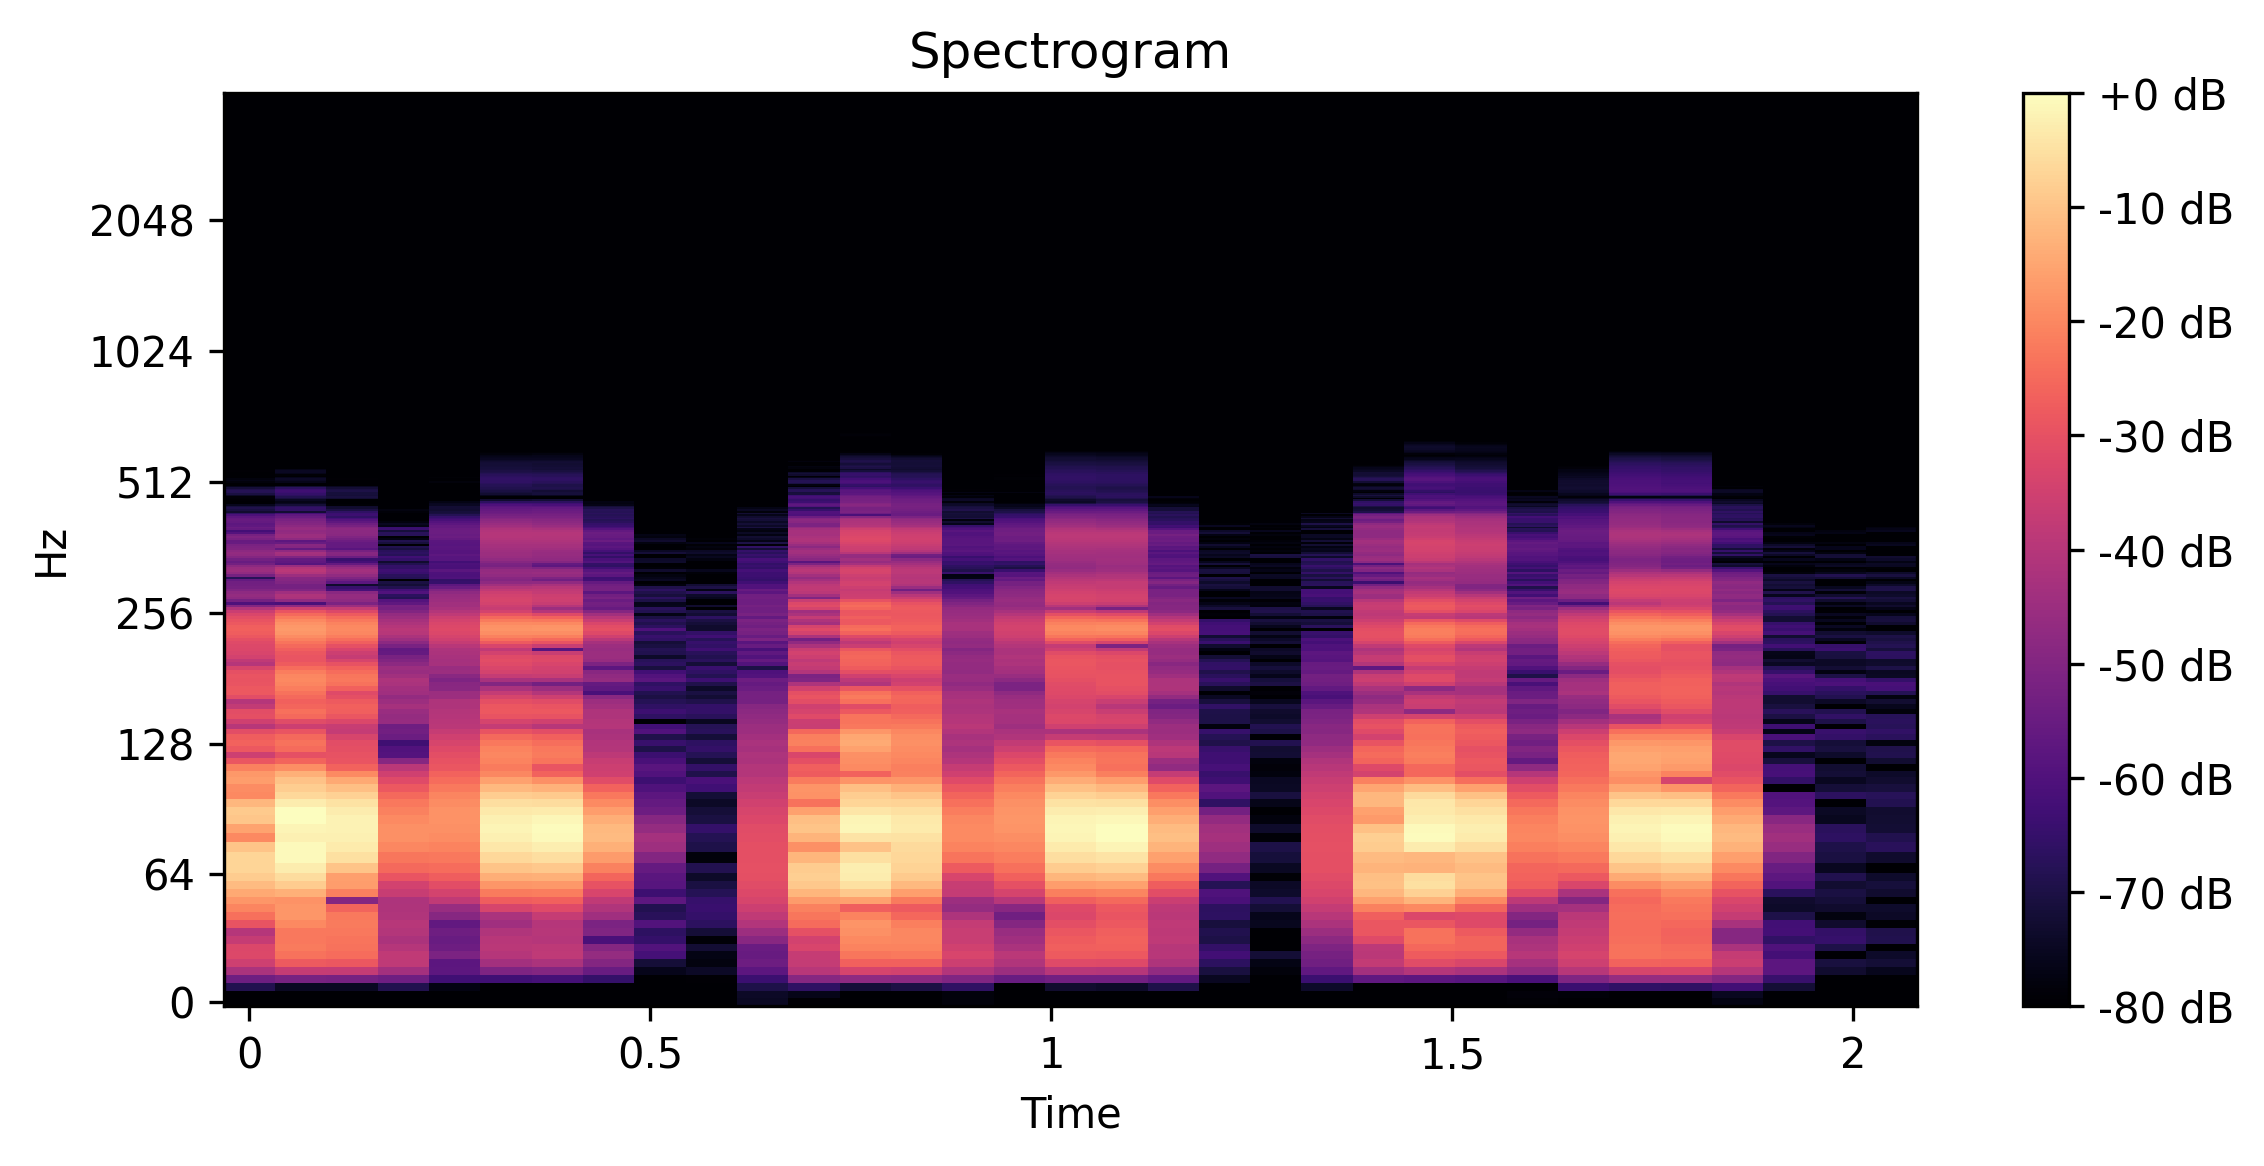 Spectrogram
Hz
2048
1024
512
256
128
64
0
0 0.5 1 1.5 2
Time
+0 dB
-10 dB
-20 dB
-30 dB
-40 dB
-50 dB
-60 dB
-70 dB
-80 dB